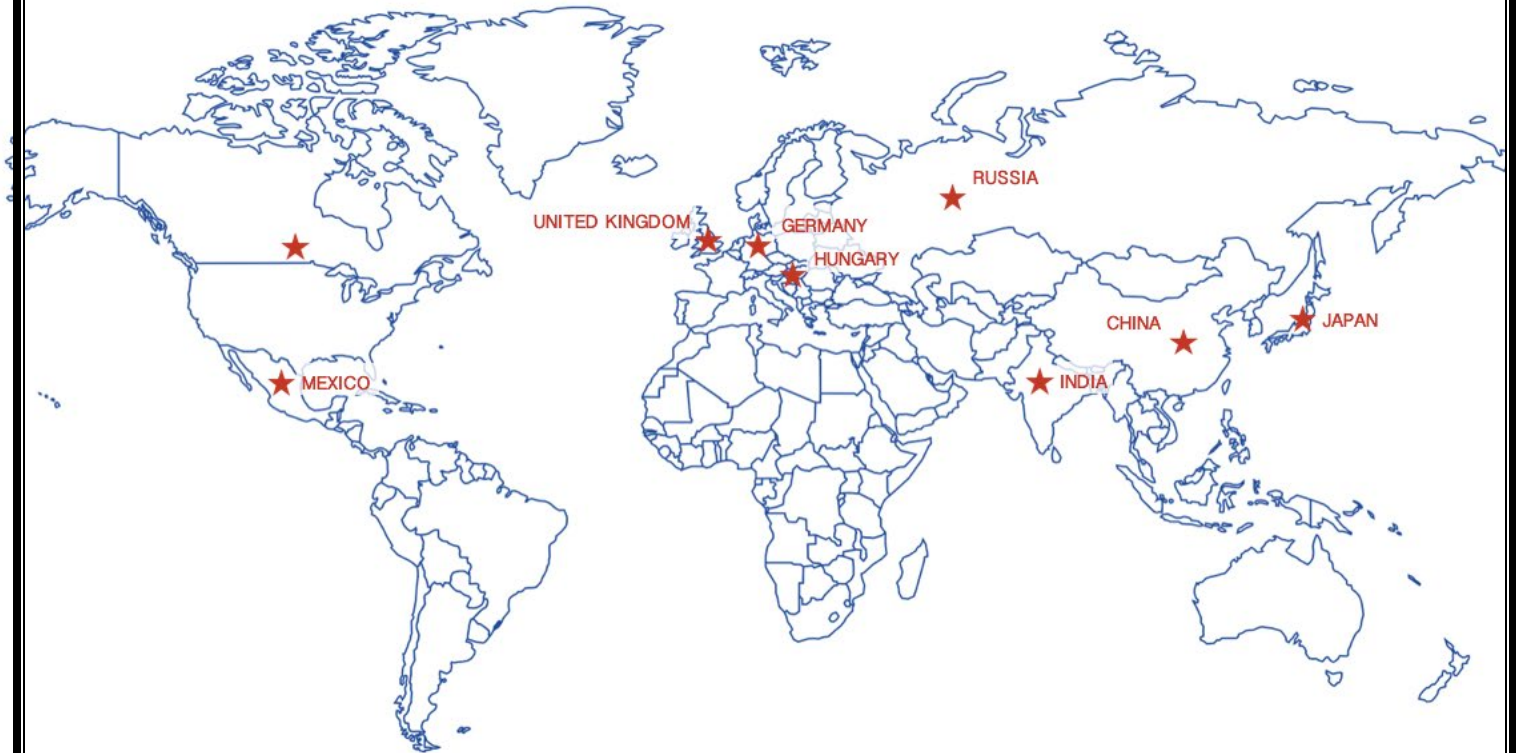 RUSSIA
UNITED KINGDOM
GERMANY
HUNGARY
CHINA
JAPAN
MEXICO
INDIA